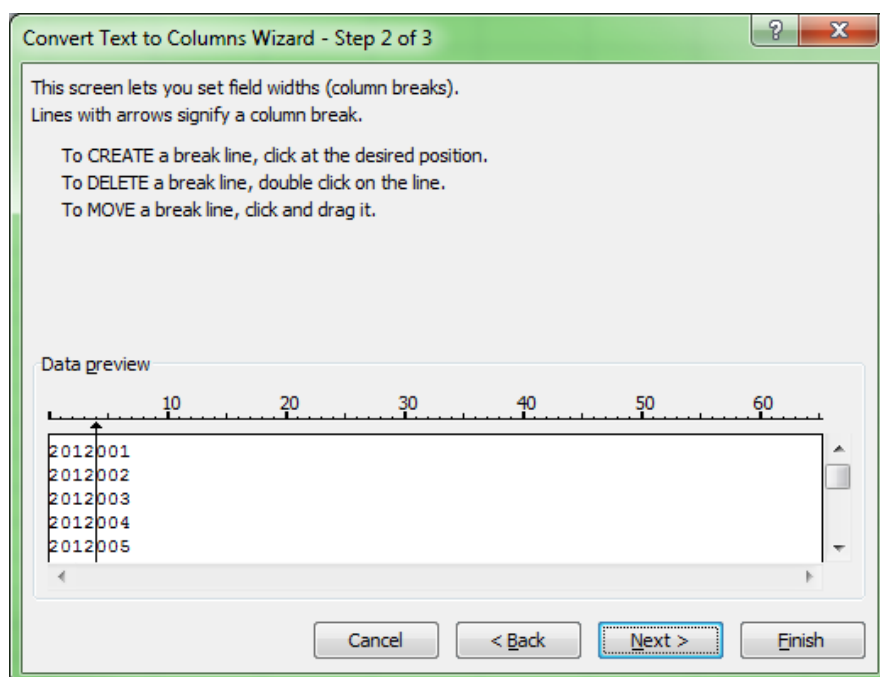 Convert Text to Columns Wizard - Step 2 of 3
This screen lets you set field widths (column breaks).
Lines with arrows signify a column break.
To CREATE a break line, click at the desired position.
To DELETE a break line, double click on the line.
To MOVE a break line, click and drag it.
Data preview
10 20 30 40 50 60
2012001
2012002
2012003
2012004
2012005
Cancel < Back Next > Finish